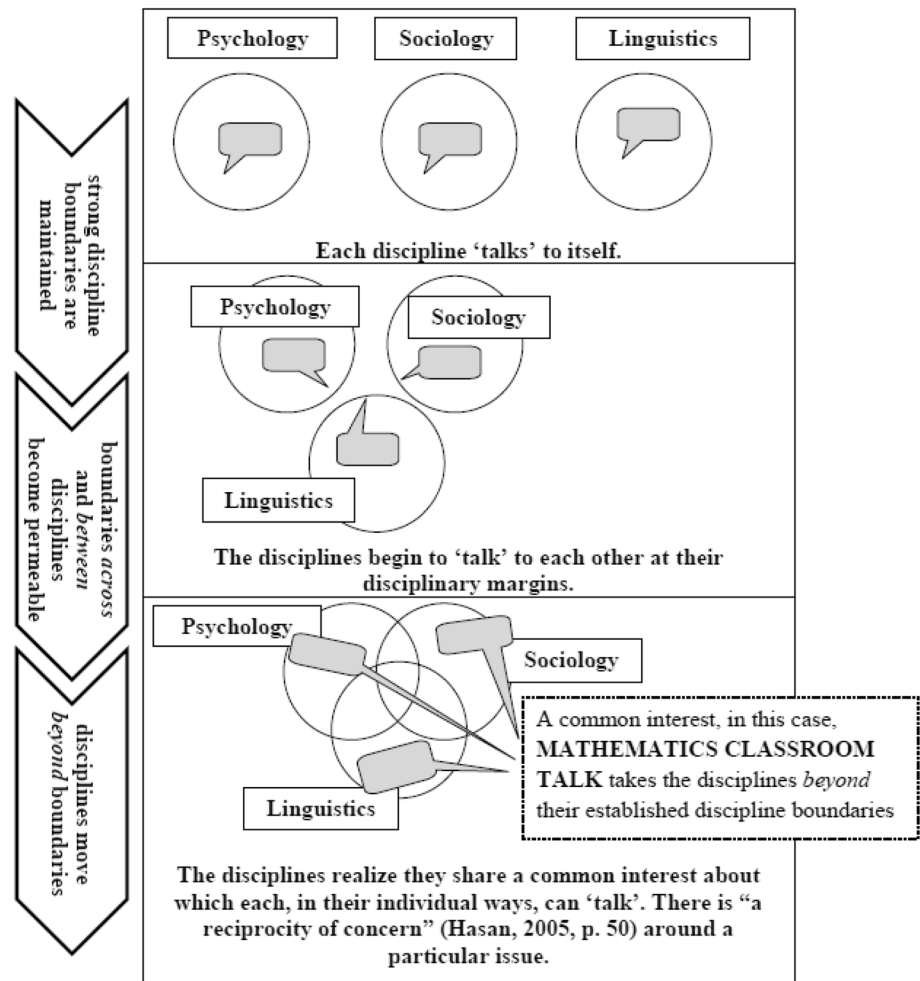 Psychology
Sociology
Linguistics
strong discipline
boundaries are
maintained
Each discipline ‘talks’ to itself.
Psychology
Sociology
Linguistics
boundaries across
and between
disciplines
become permeable
The disciplines begin to ‘talk’ to each other at their
disciplinary margins.
Psychology
Sociology
Linguistics
disciplines move
beyond boundaries
A common interest, in this case,
MATHEMATICS CLASSROOM
TALK takes the disciplines beyond
their established discipline boundaries
The disciplines realize they share a common interest about
which each, in their individual ways, can ‘talk’. There is “a
reciprocity of concern” (Hasan, 2005, p. 50) around a
particular issue.